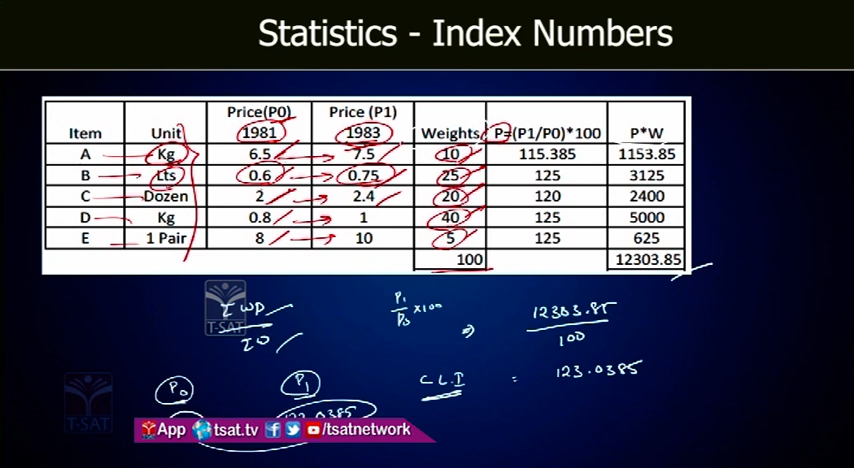 Statistics - Index Numbers
Item Unit Price(P0) 1981 Price (P1) 1983 Weights P=(P1/P0)*100 P*W
A Kg 6.5 7.5 10 115.385 1153.85
B Lts 0.6 0.75 25 125 3125
C Dozen 2 2.4 20 120 2400
D Kg 0.8 1 40 125 5000
E 1 Pair 8 10 5 125 625
100 12303.85
ΣWP P1 12303.85
P0 ×100 ⇒
T-SAT 100
C.L.I = 123.0385
P0 P1
T-SAT 123.0385
App tsat.tv /tsatnetwork